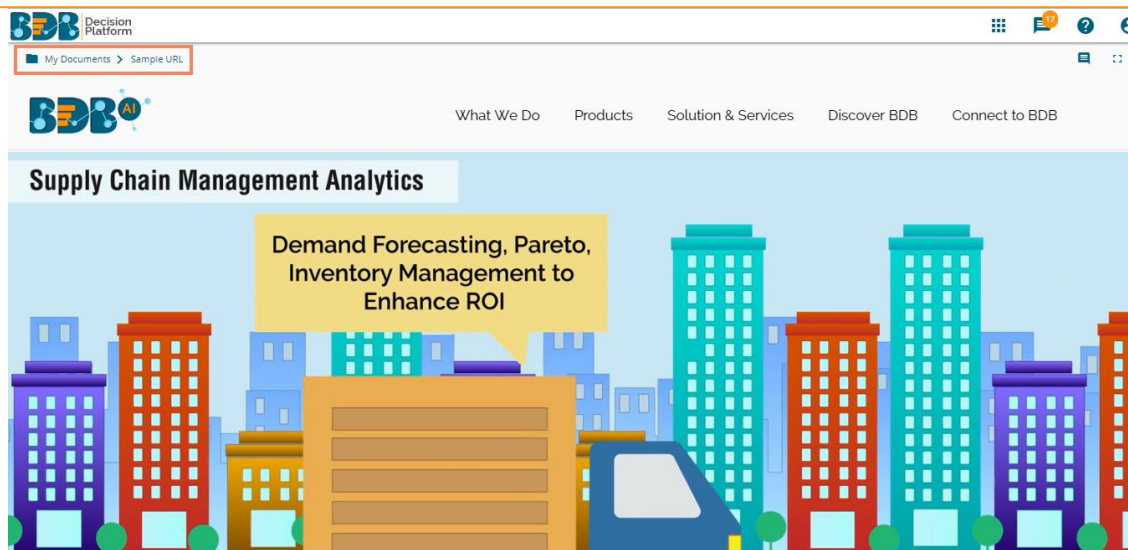 BDB Decision
Platform
17
My Documents > Sample URL
BDB AI
What We Do Products Solution & Services Discover BDB Connect to BDB
Supply Chain Management Analytics
Demand Forecasting, Pareto,
Inventory Management to
Enhance ROI